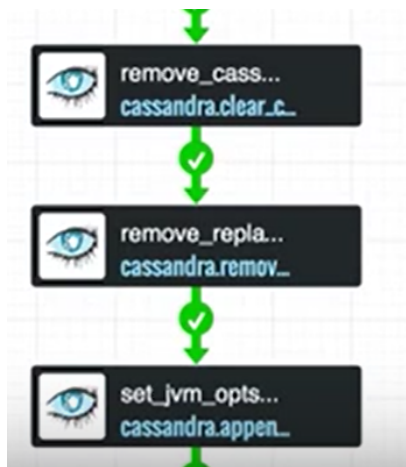 remove_cass...
cassandra.clear_c...
remove_repla...
cassandra.remov...
set_jvm_opts...
cassandra.appen...